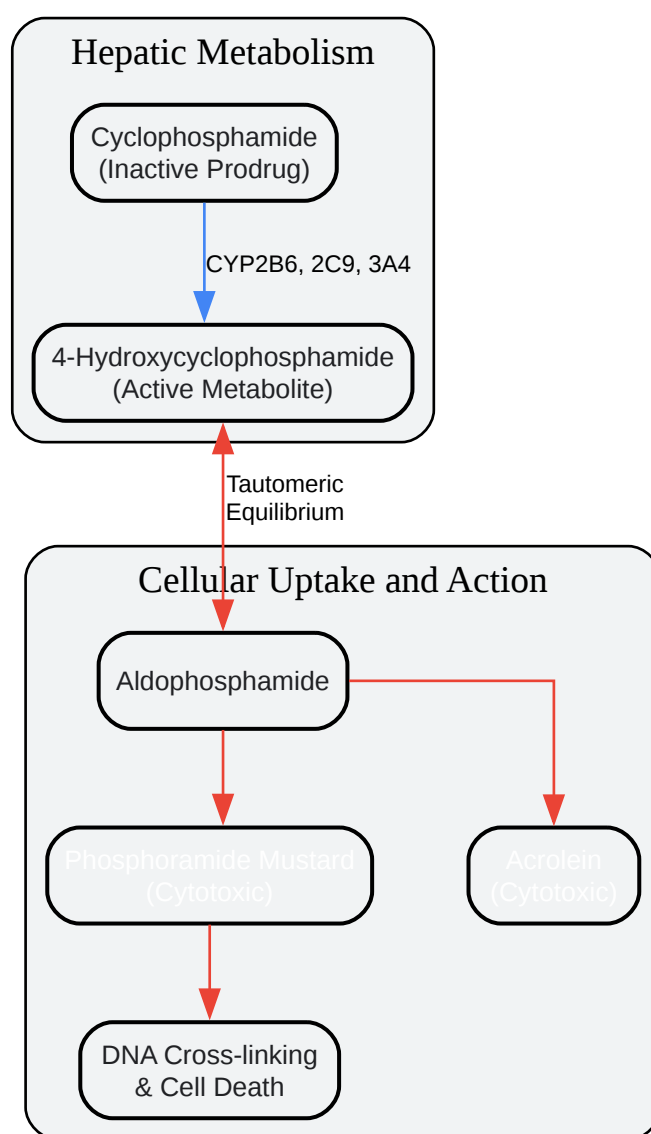 Hepatic Metabolism
Cyclophosphamide
(Inactive Prodrug)
CYP2B6, 2C9, 3A4
4-Hydroxycyclophosphamide
(Active Metabolite)
Tautomeric
Equilibrium
Cellular Uptake and Action
Aldophosphamide
Phosphoramide Mustard
(Cytotoxic)
Acrolein
(Cytotoxic)
DNA Cross-linking
& Cell Death